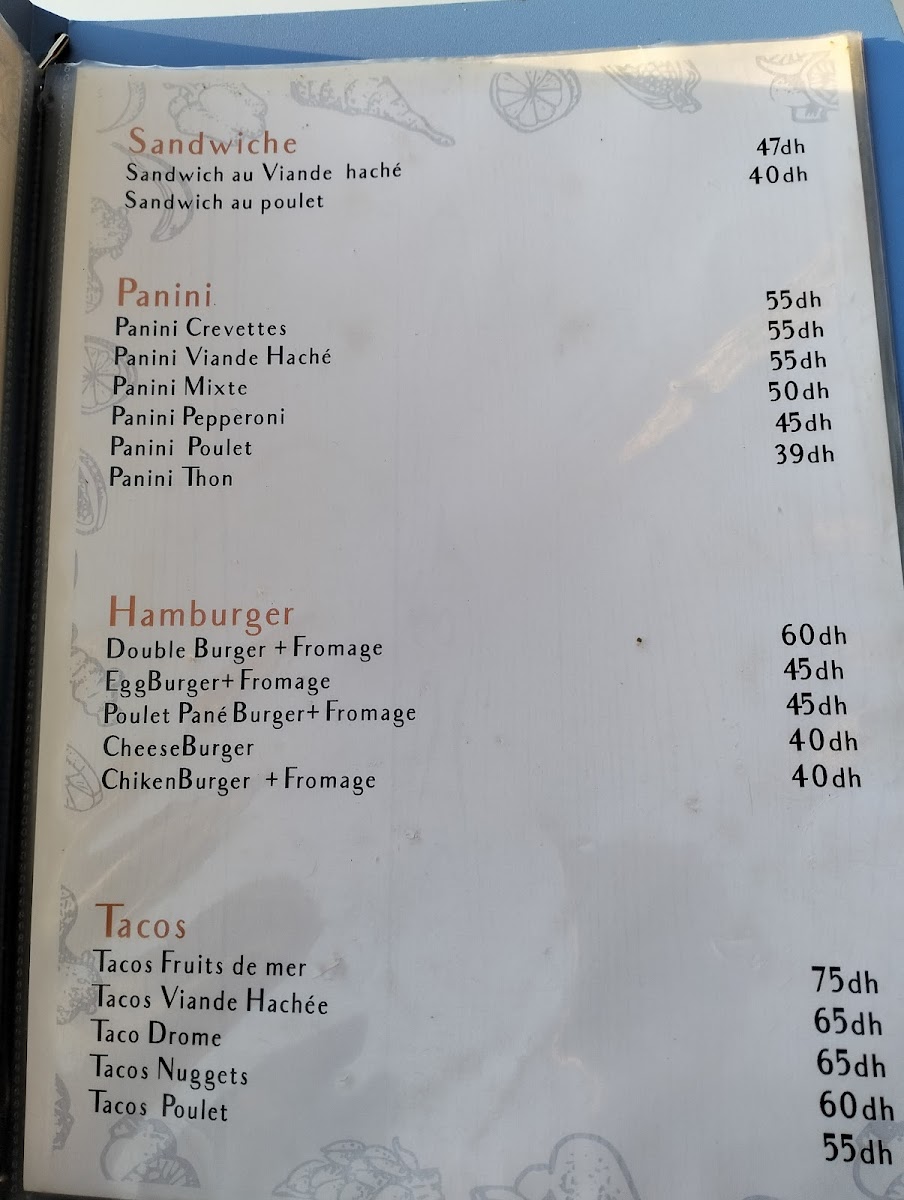 Sandwiche
Sandwich au Viande haché 47dh
Sandwich au poulet 40dh
Panini
Panini Crevettes 55dh
Panini Viande Haché 55dh
Panini Mixte 55dh
Panini Pepperoni 50dh
Panini Poulet 45dh
Panini Thon 39dh
Hamburger
Double Burger + Fromage 60dh
EggBurger+ Fromage 45dh
Poulet Pané Burger+ Fromage 45dh
CheeseBurger 40dh
ChikenBurger + Fromage 40dh
Tacos
Tacos Fruits de mer 75dh
Tacos Viande Hachée 65dh
Taco Drome 65dh
Tacos Nuggets 60dh
Tacos Poulet 55dh